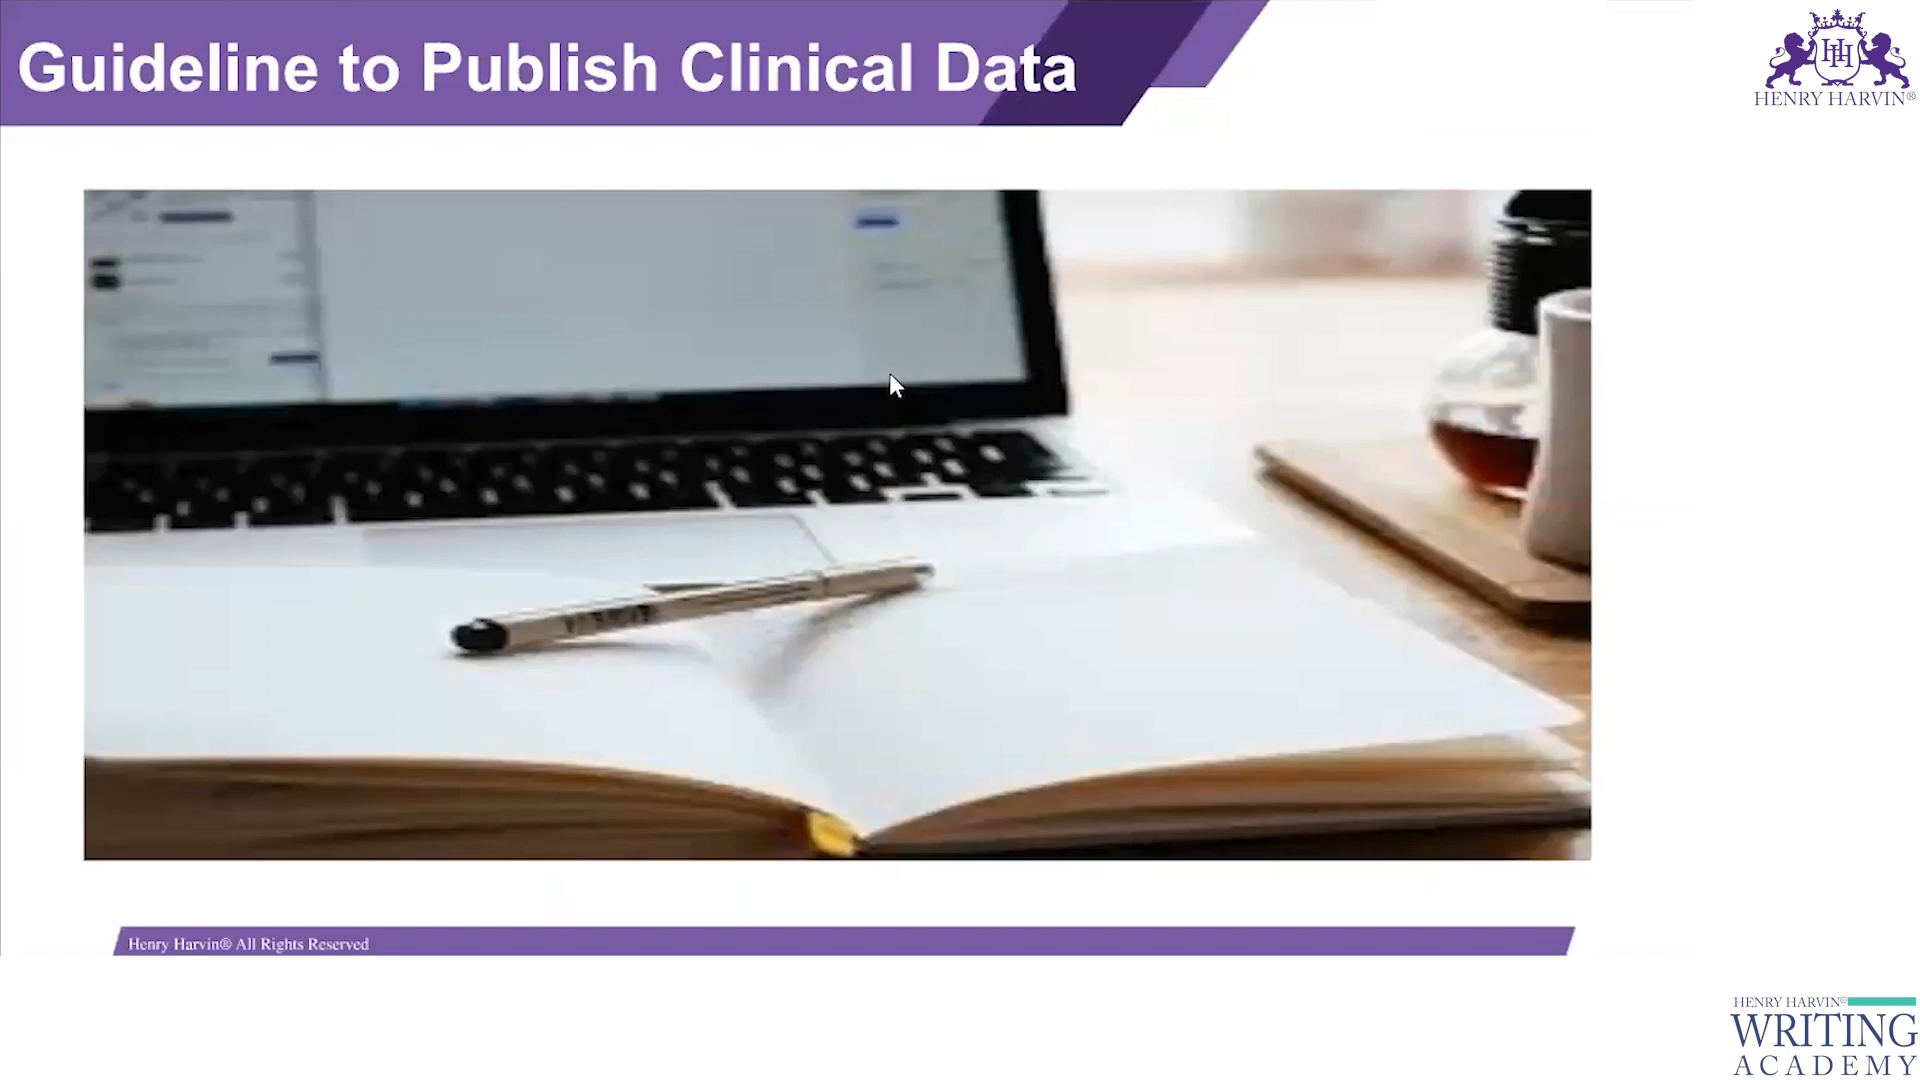 Guideline to Publish Clinical Data
HENRY HARVIN®
Henry Harvin® All Rights Reserved
HENRY HARVIN®
WRITING
ACADEMY